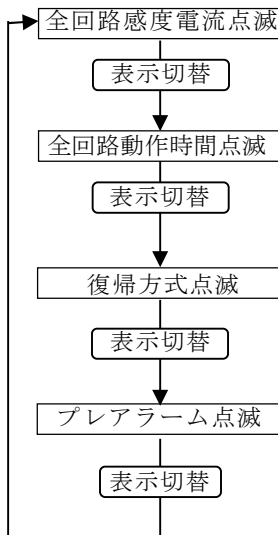 全回路感度電流点滅
表示切替
全回路動作時間点滅
表示切替
復帰方式点滅
表示切替
プレアラーム点滅
表示切替